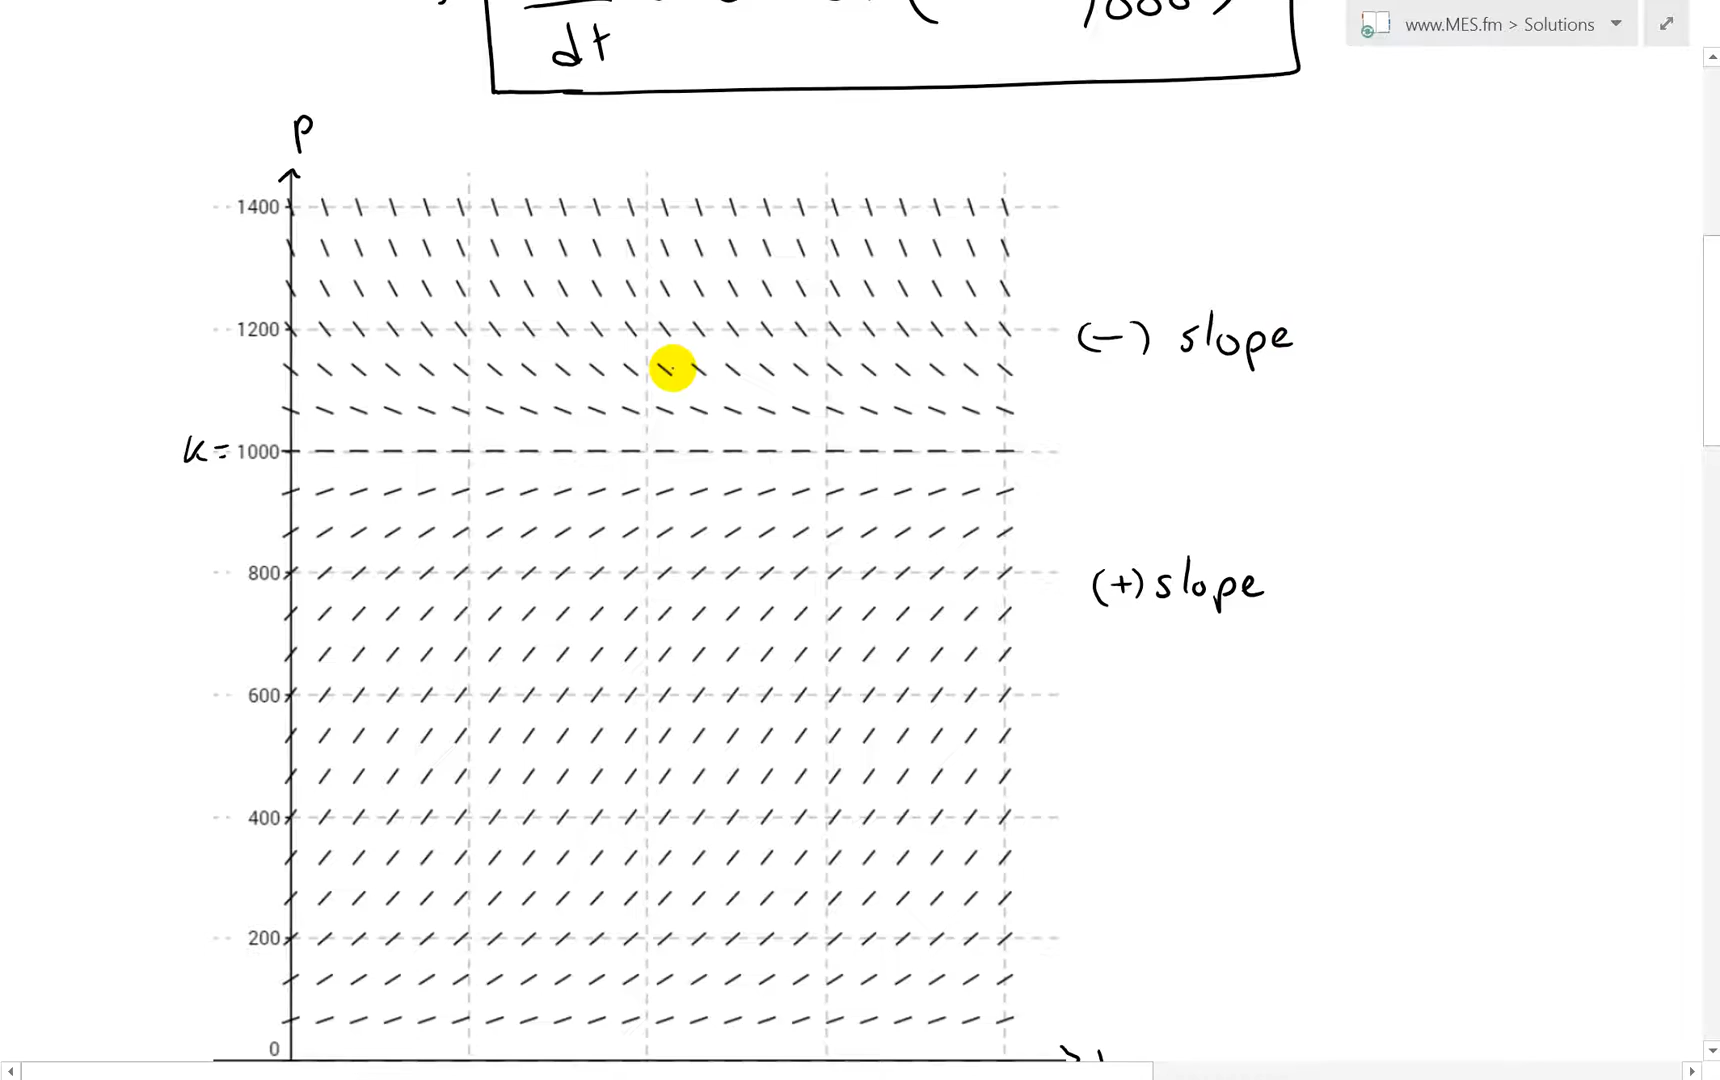 www.MES.fm > Solutions
dt
P
1400
1200
(-) slope
K= 1000
800
(+) slope
600
400
200
0